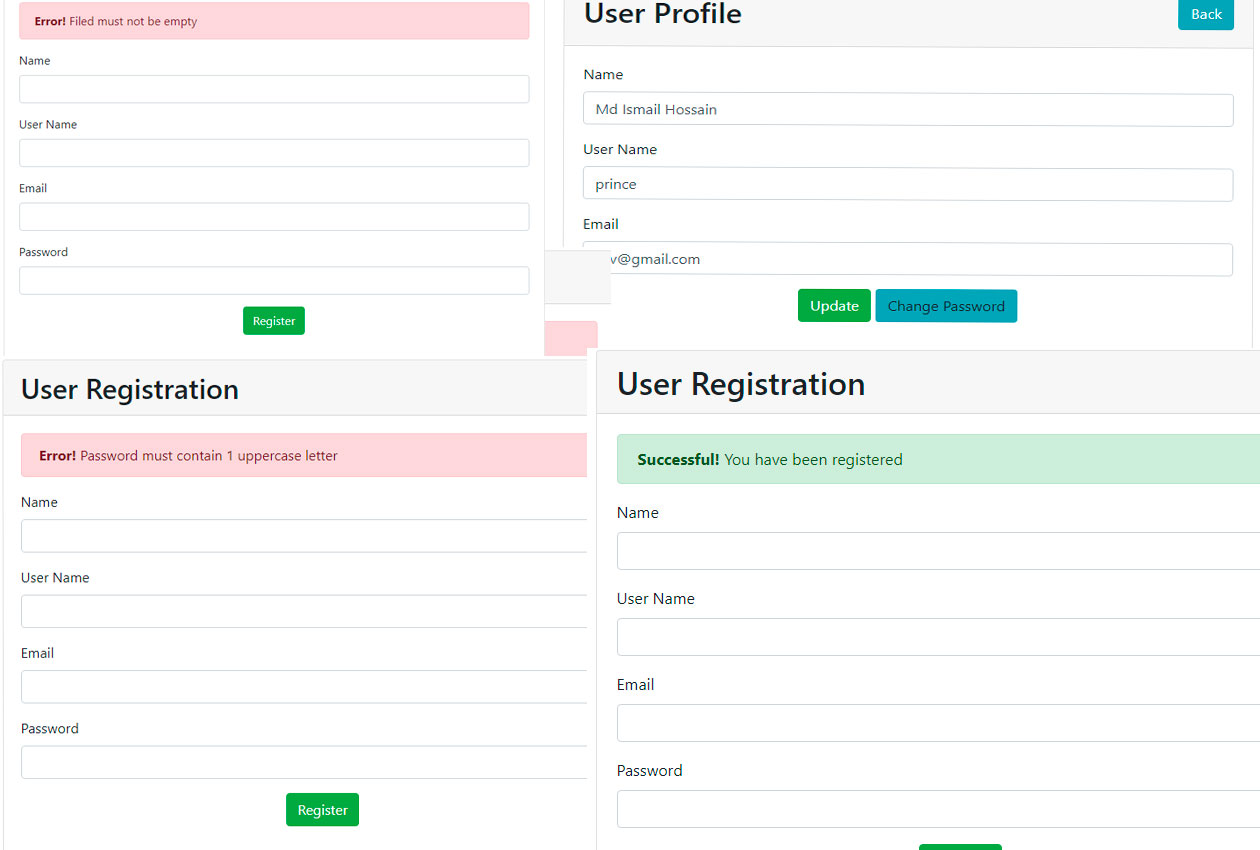 Error! Filed must not be empty
Name
User Name
Email
Password
Register
User Profile
Back
Name
Md Ismail Hossain
User Name
prince
Email
v@gmail.com
Update
Change Password
User Registration
Error! Password must contain 1 uppercase letter
Name
User Name
Email
Password
Register
User Registration
Successful! You have been registered
Name
User Name
Email
Password